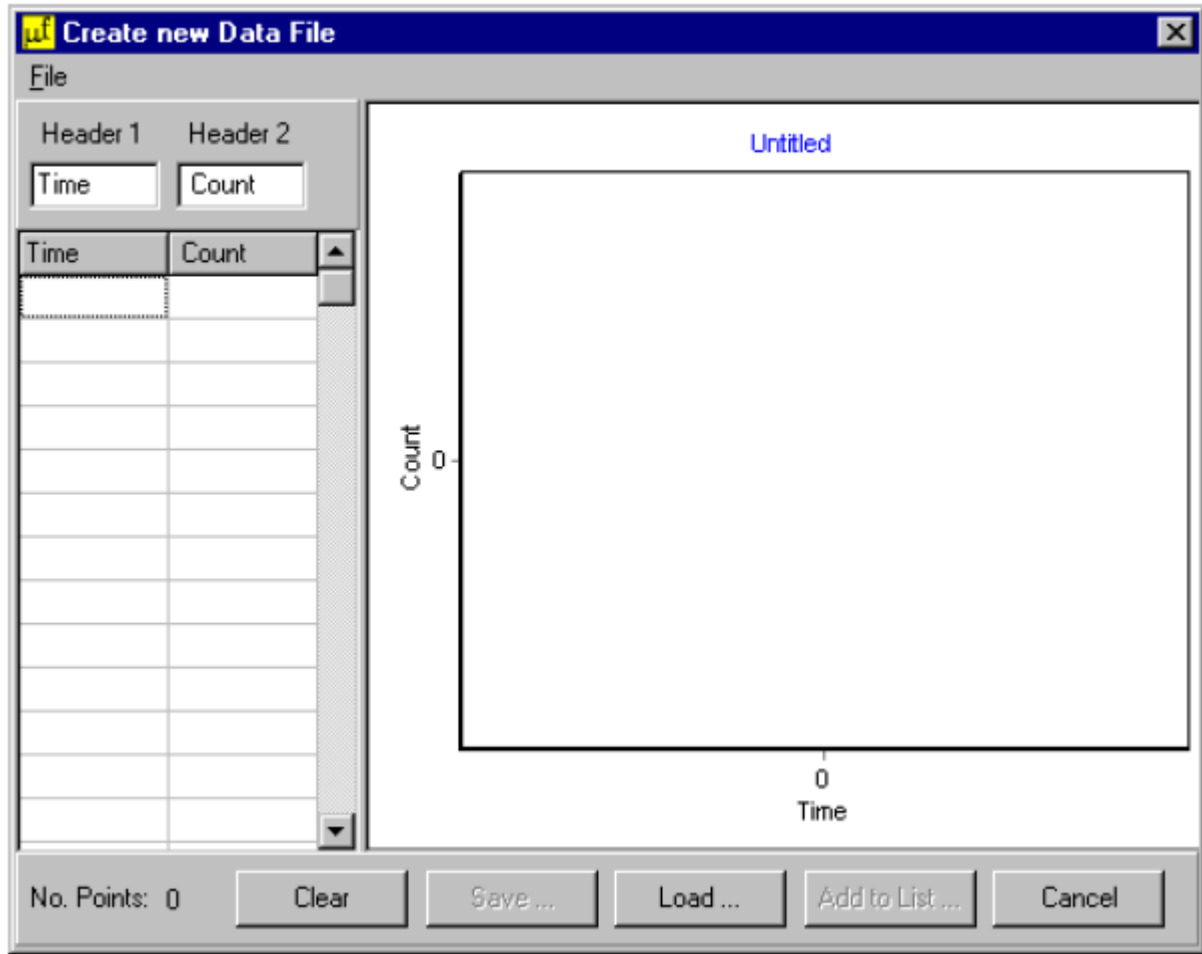 µf Create new Data File
File
Header 1 Header 2
Time Count
Time Count
Untitled
Count
0
0
Time
No. Points: 0 Clear Save ... Load ... Add to List ... Cancel